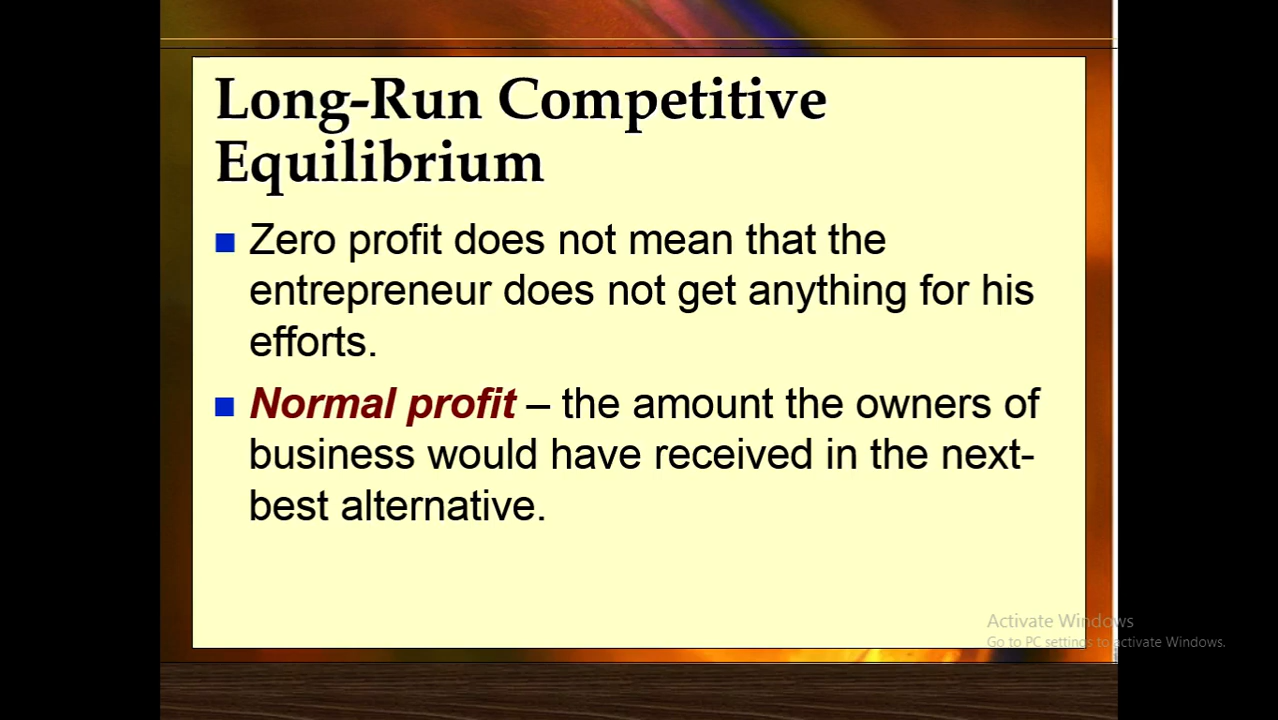 Long-Run Competitive
Equilibrium
Zero profit does not mean that the
entrepreneur does not get anything for his
efforts.
Normal profit – the amount the owners of
business would have received in the next-
best alternative.
Activate Windows
Go to PC settings to activate Windows.